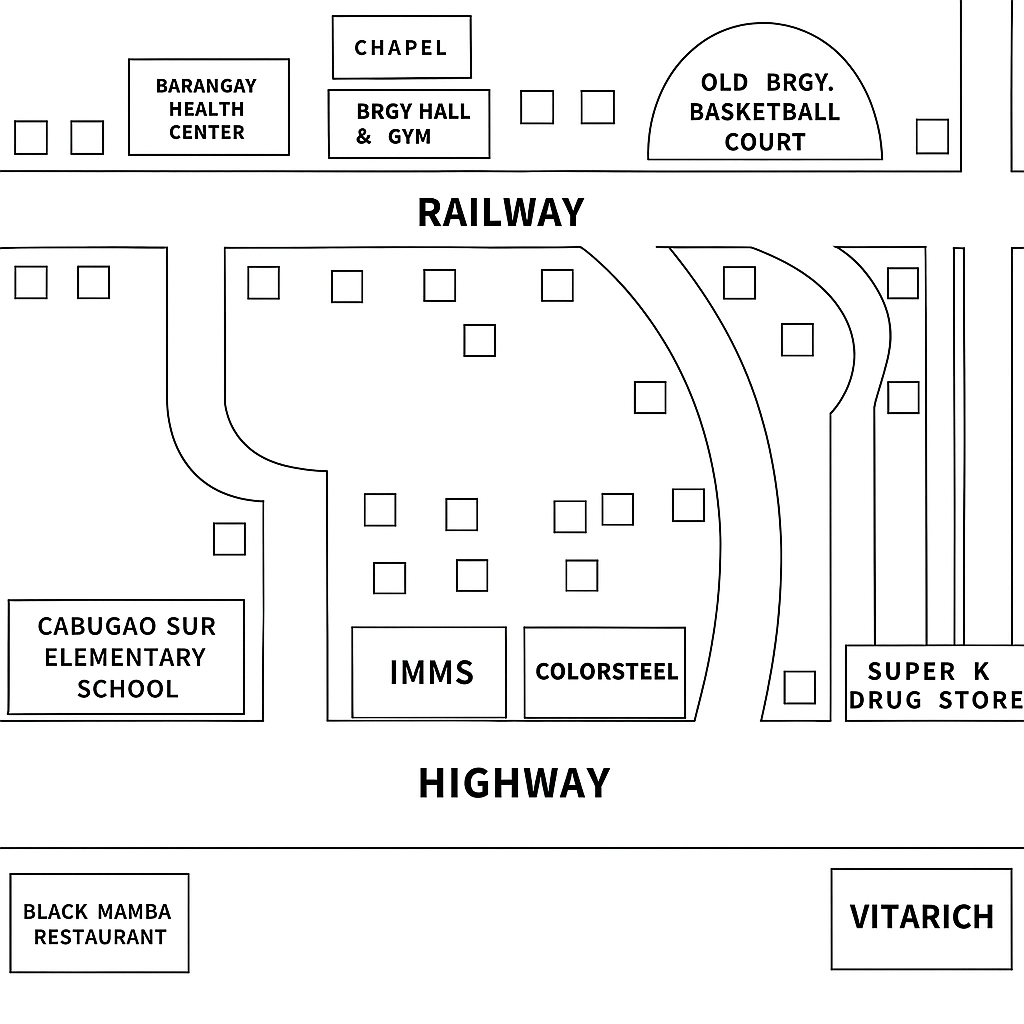 CHAPEL
BARANGAY
HEALTH
CENTER
BRGY HALL
& GYM
OLD BRGY.
BASKETBALL
COURT
RAILWAY
CABUGAO SUR
ELEMENTARY
SCHOOL
IMMS
COLORSTEEL
SUPER K
DRUG STORE
HIGHWAY
BLACK MAMBA
RESTAURANT
VITARICH